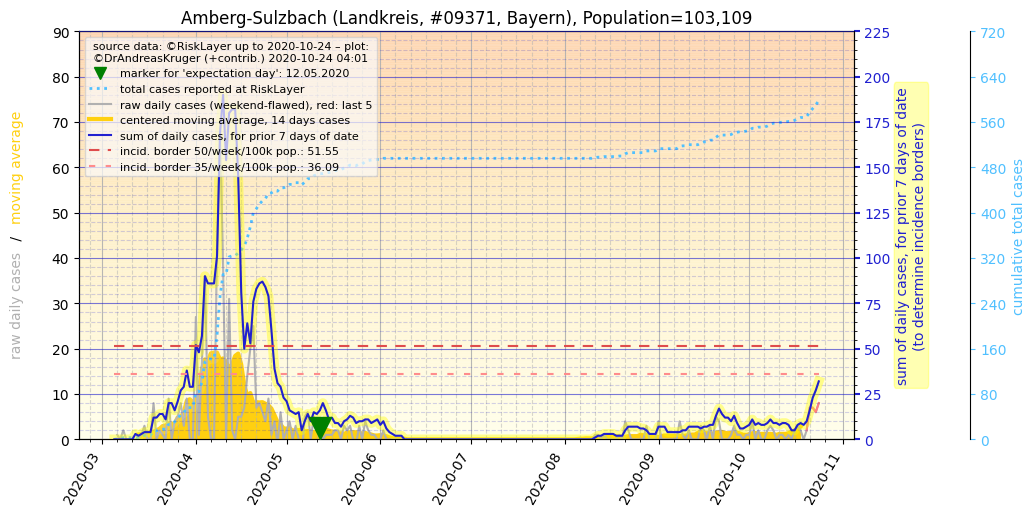 Amberg-Sulzbach (Landkreis, #09371, Bayern), Population=103,109
source data: ©RiskLayer up to 2020-10-24 – plot:
©DrAndreasKruger (+contrib.) 2020-10-24 04:01
marker for 'expectation day': 12.05.2020
total cases reported at RiskLayer
raw daily cases (weekend-flawed), red: last 5
centered moving average, 14 days cases
sum of daily cases, for prior 7 days of date
incid. border 50/week/100k pop.: 51.55
incid. border 35/week/100k pop.: 36.09
raw daily cases / moving average
90
80
70
60
50
40
30
20
10
0
225
200
175
150
125
100
75
50
25
0
sum of daily cases, for prior 7 days of date
(to determine incidence borders)
720
640
560
480
400
320
240
160
80
0
cumulative total cases
2020-03
2020-04
2020-05
2020-06
2020-07
2020-08
2020-09
2020-10
2020-11